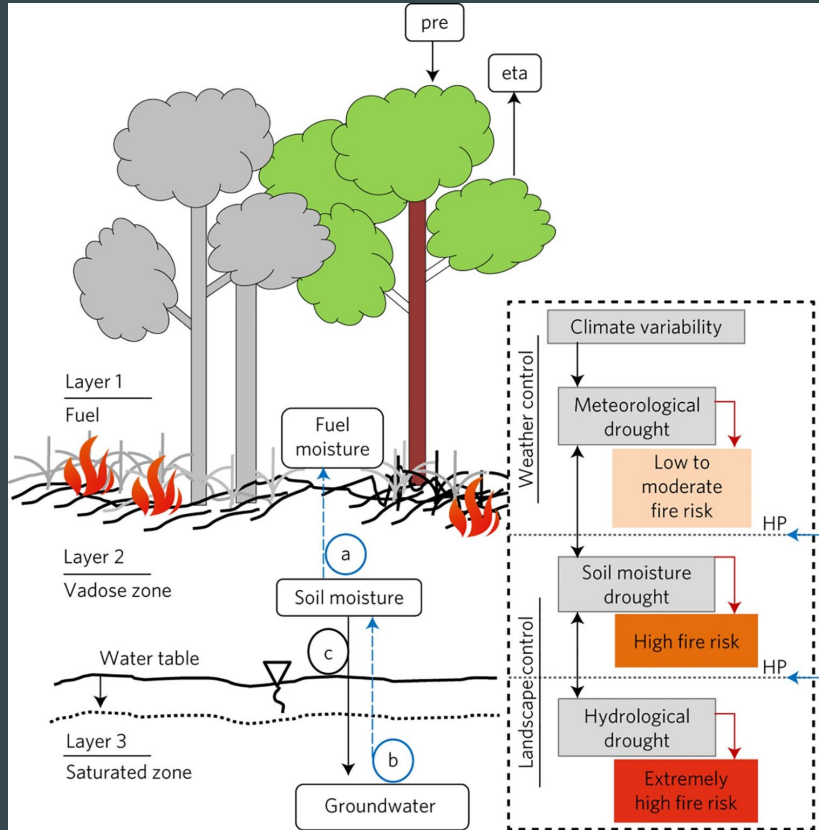 pre
eta
Layer 1
Fuel
Fuel
moisture
a
Layer 2
Vadose zone
Soil moisture
c
Water table
b
Layer 3
Saturated zone
Groundwater
Climate variability
Weather control
Meteorological
drought
Low to
moderate
fire risk
HP
Soil moisture
drought
High fire risk
HP
Landscape control
Hydrological
drought
Extremely
high fire risk